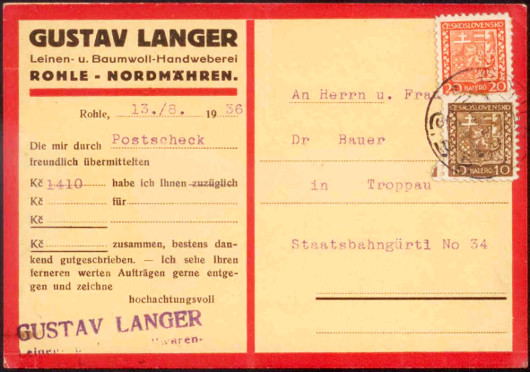 GUSTAV LANGER
Leinen- u. Baumwoll-Handweberei
ROHLE - NORDMÄHREN.
Rohle, 13./8. 1936
Die mir durch Postscheck
freundlich übermittelten
Kč 1410 habe ich Ihnen zuzüglich
Kč für
Kč
Kč zusammen, bestens dan-
kend gutgeschrieben. — Ich sehe Ihren
ferneren werten Aufträgen gerne entge-
gen und zeichne
hochachtungsvoll
GUSTAV LANGER
ČESKOSLOVENSKO
20 HALÉŘŮ 20
ČESKOSLOVENSKO
10 HALÉŘŮ 10
An Herrn u. Fra
Dr Bauer
in Troppau
Staatsbahngürtl No 34